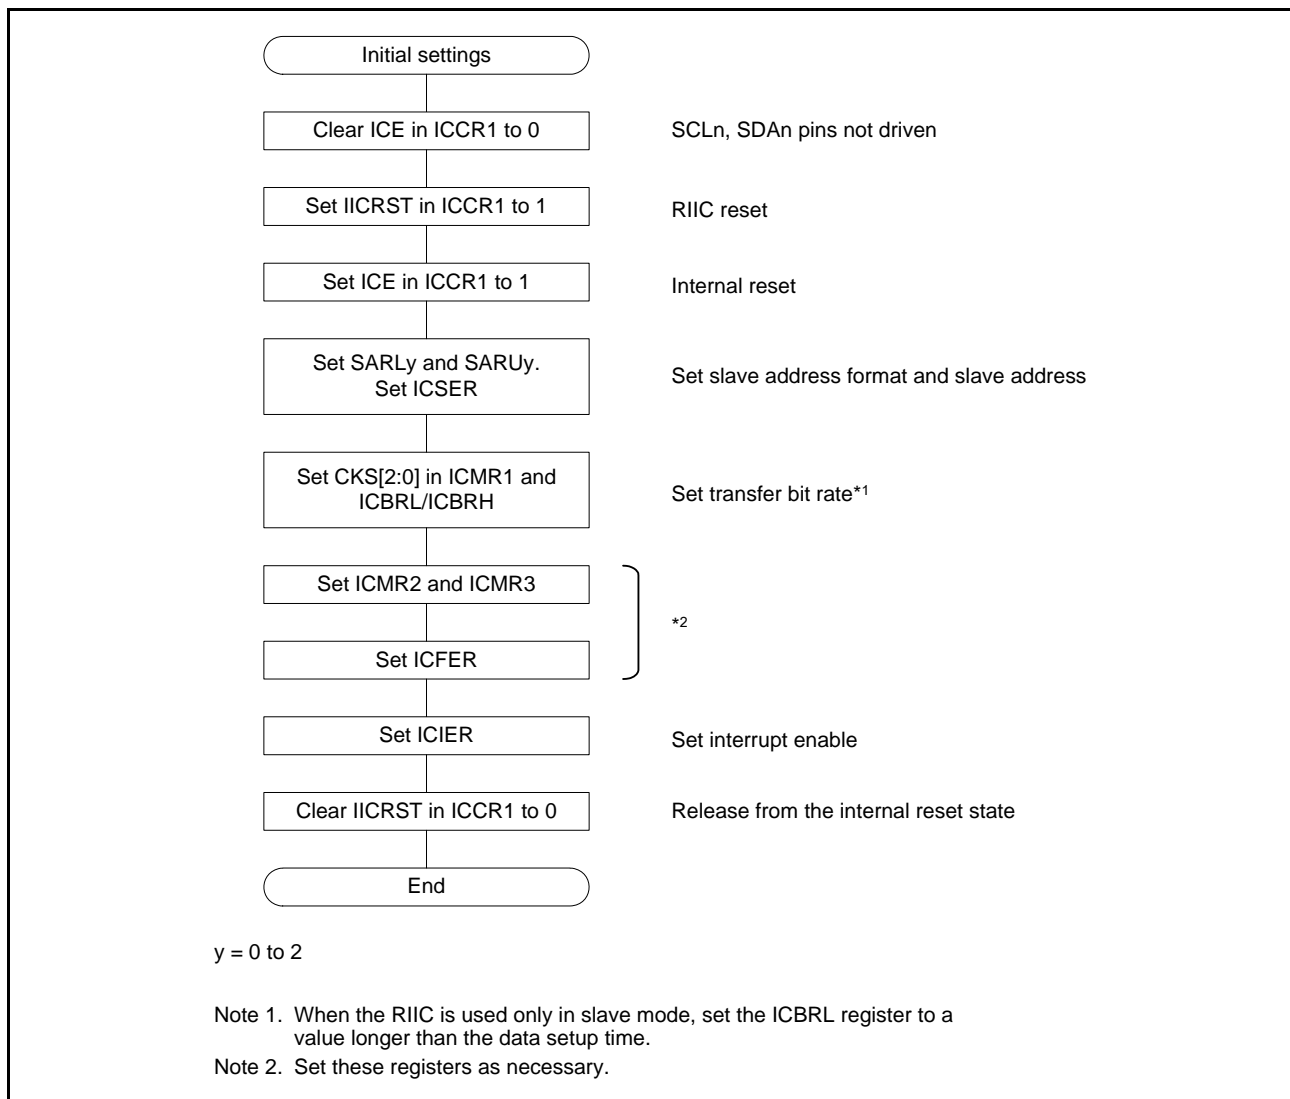 Initial settings
Clear ICE in ICCR1 to 0
SCLn, SDAn pins not driven
Set IICRST in ICCR1 to 1
RIIC reset
Set ICE in ICCR1 to 1
Internal reset
Set SARLy and SARUy.
Set ICSER
Set slave address format and slave address
Set CKS[2:0] in ICMR1 and
ICBRL/ICBRH
Set transfer bit rate*1
Set ICMR2 and ICMR3
*2
Set ICFER
Set ICIER
Set interrupt enable
Clear IICRST in ICCR1 to 0
Release from the internal reset state
End
y = 0 to 2
Note 1. When the RIIC is used only in slave mode, set the ICBRL register to a
value longer than the data setup time.
Note 2. Set these registers as necessary.